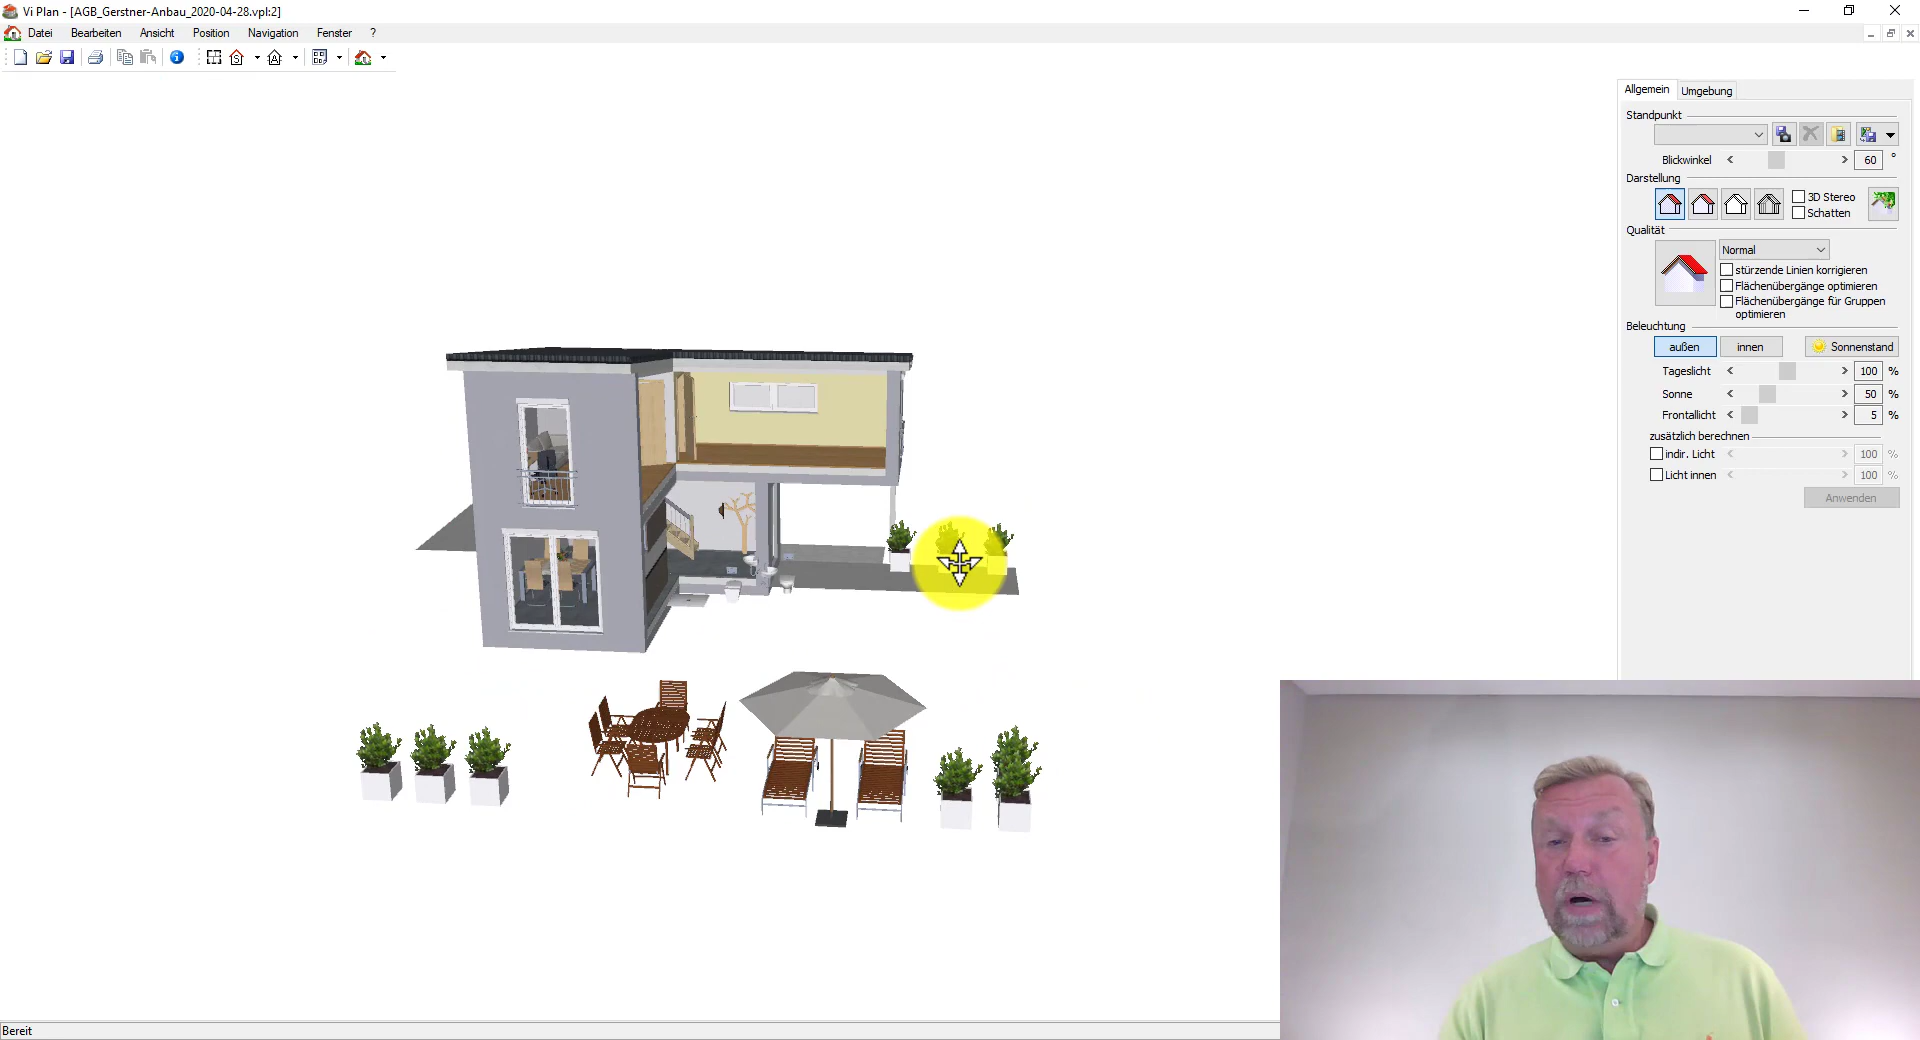 Vi Plan - [AGB_Gerstner-Anbau_2020-04-28.vpl:2]
Datei Bearbeiten Ansicht Position Navigation Fenster ?
Allgemein Umgebung
Standpunkt
Blickwinkel 60 °
Darstellung
3D Stereo
Schatten
Qualität
Normal
stürzende Linien korrigieren
Flächenübergänge optimieren
Flächenübergänge für Gruppen
optimieren
Beleuchtung
außen innen Sonnenstand
Tageslicht 100 %
Sonne 50 %
Frontallicht 5 %
zusätzlich berechnen
indir. Licht 100 %
Licht innen 100 %
Anwenden
Bereit